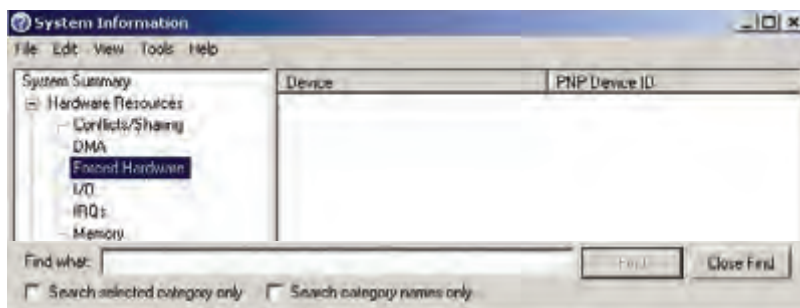 System Information
File Edit View Tools Help
System Summary
Device PNP Device ID
Hardware Resources
Conflicts/Sharing
DMA
Forced Hardware
I/O
IRQs
Memory
Find what: Find Close Find
Search selected category only Search category names only